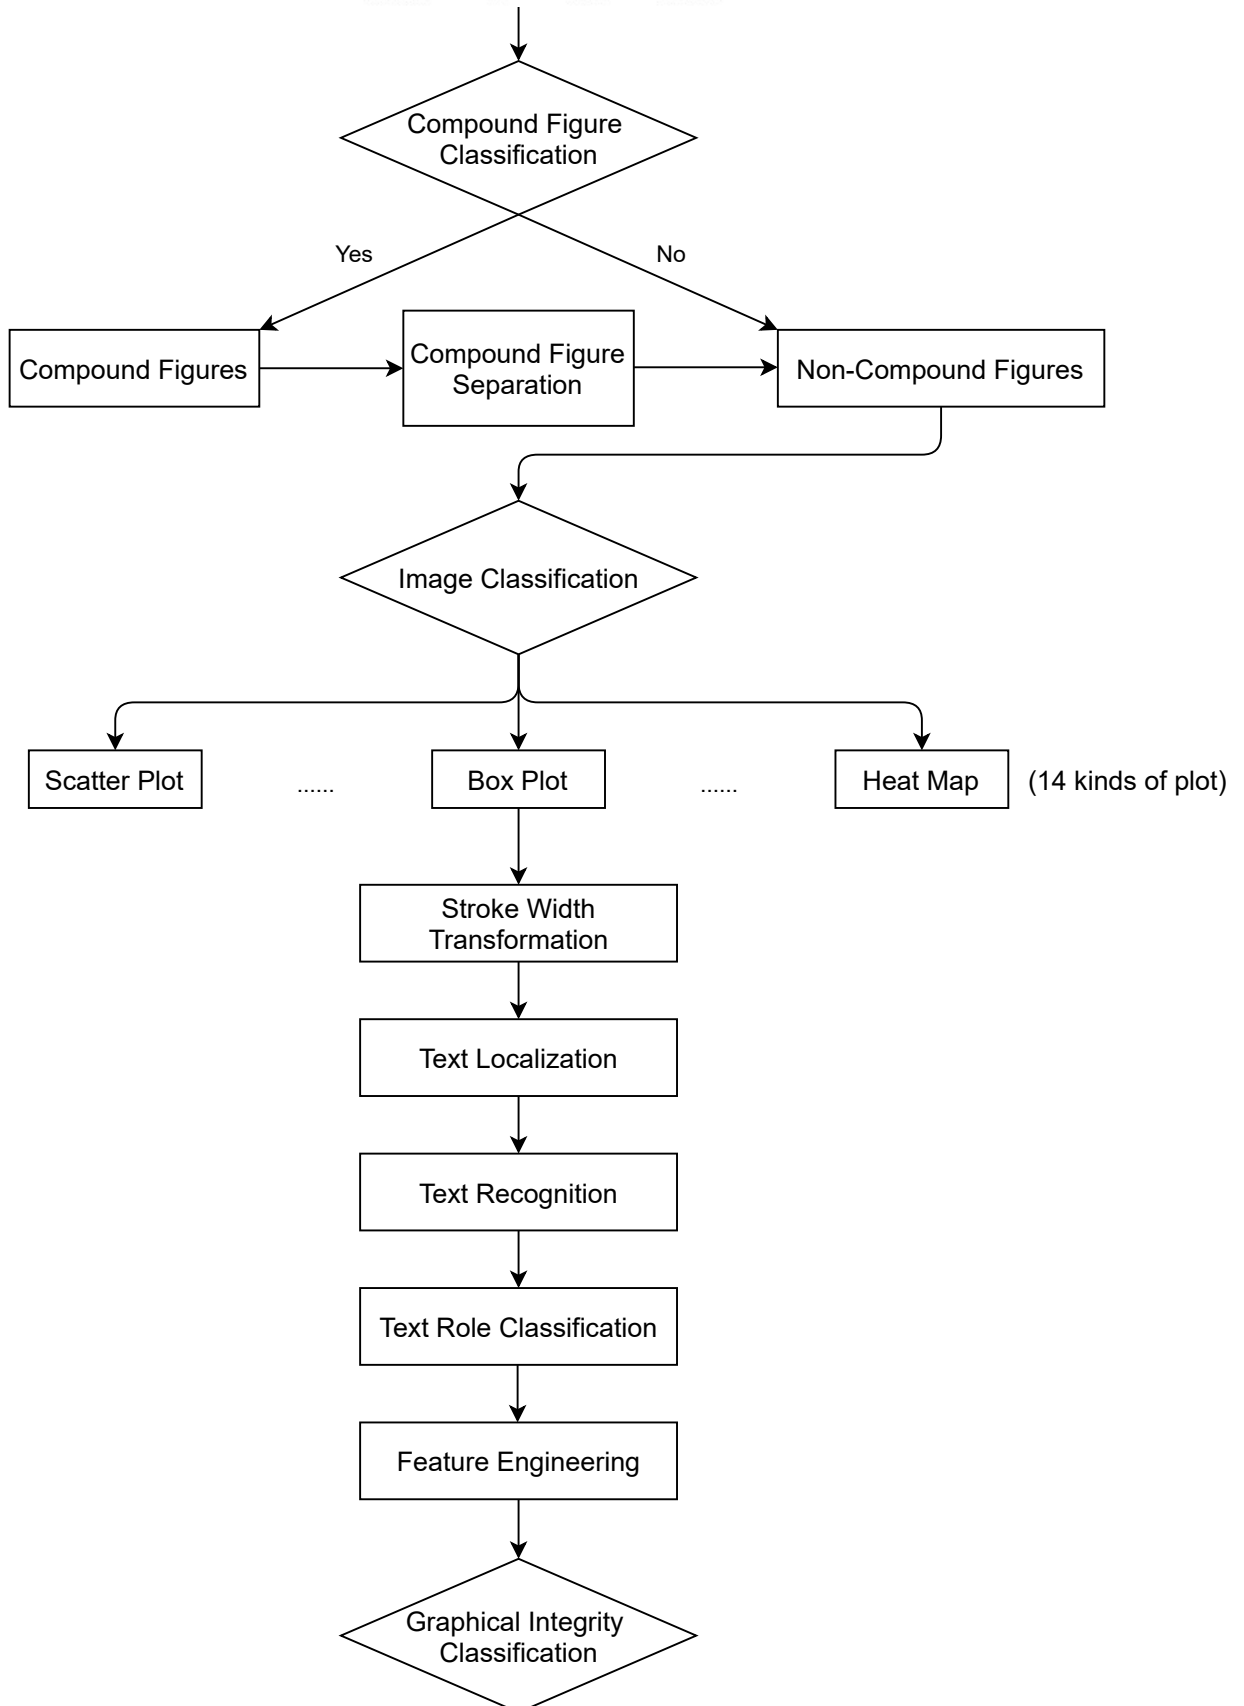 Compound Figure
Classification
Yes
No
Compound Figures
Compound Figure
Separation
Non-Compound Figures
Image Classification
Scatter Plot
......
Box Plot
......
Heat Map
(14 kinds of plot)
Stroke Width
Transformation
Text Localization
Text Recognition
Text Role Classification
Feature Engineering
Graphical Integrity
Classification